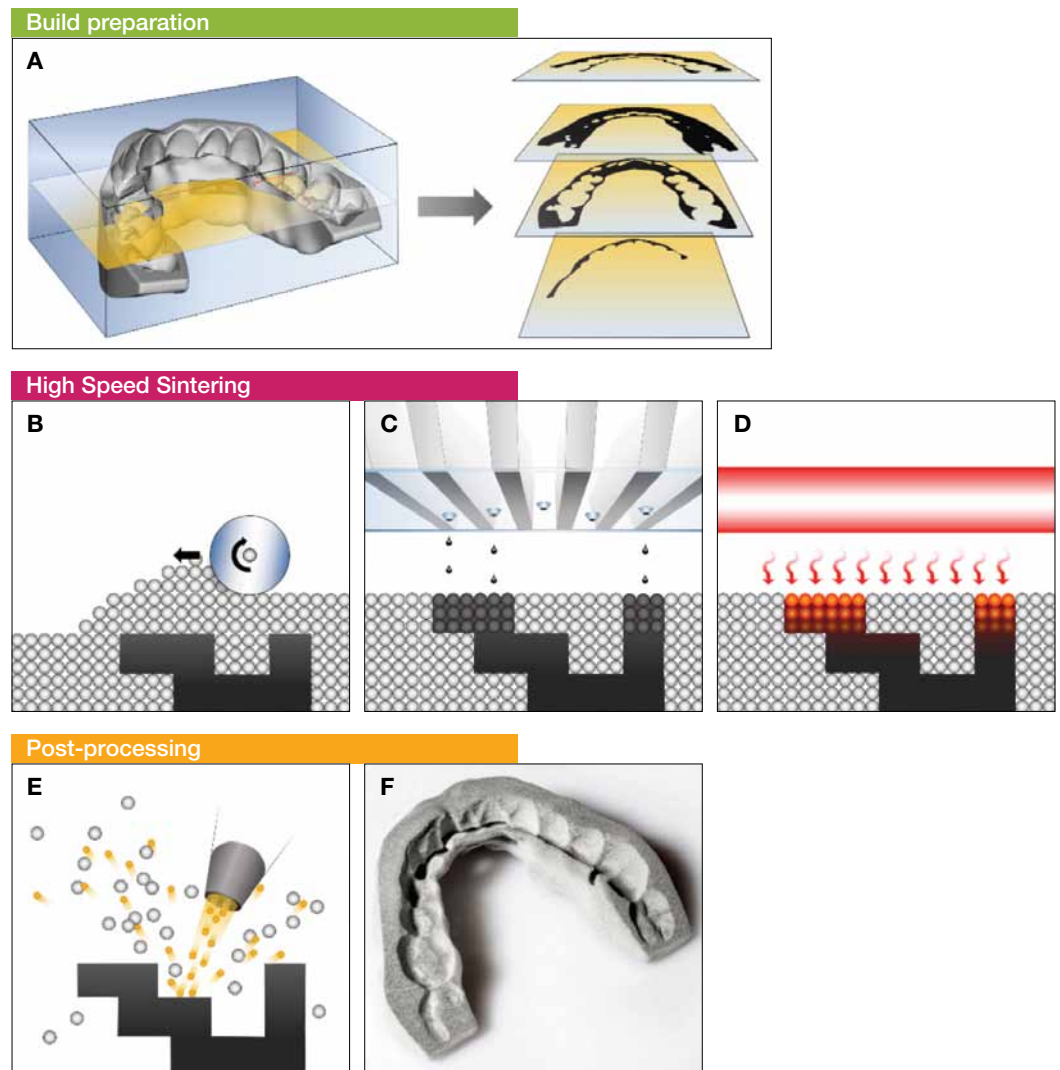 Build preparation
A
High Speed Sintering
B
C
D
Post-processing
E
F